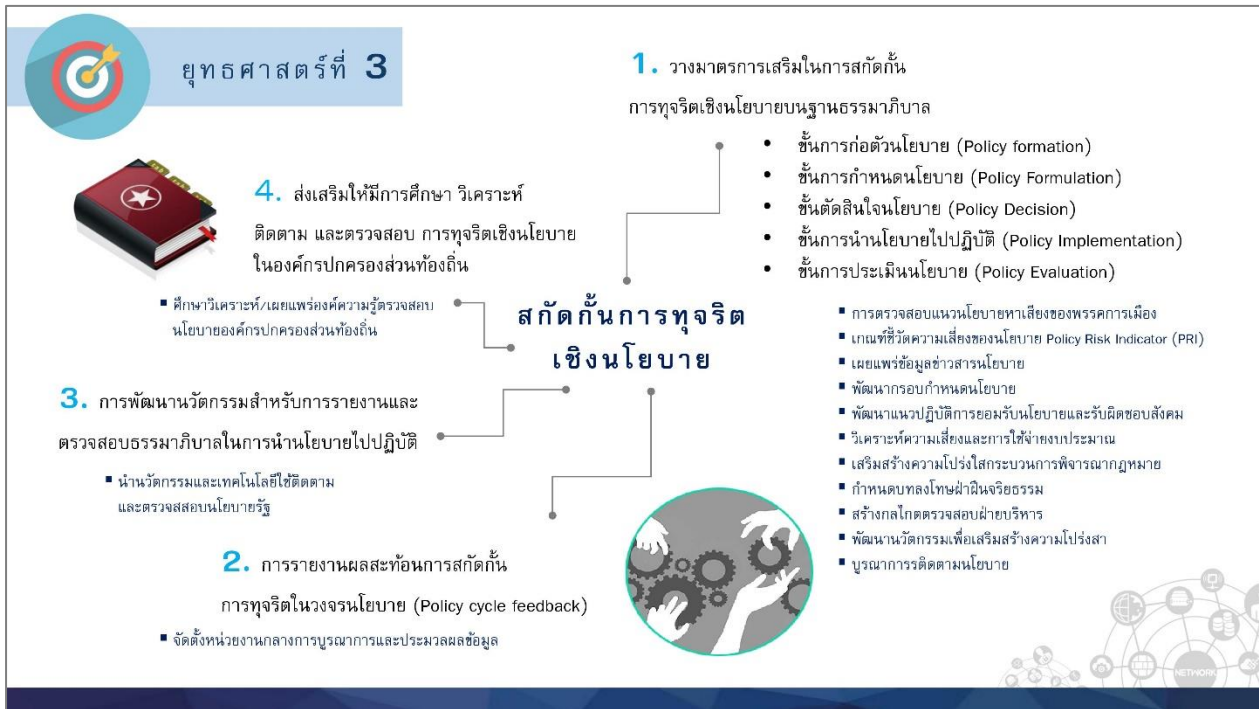 ยุทธศาสตร์ที่ 3
1. วางมาตรการเสริมในการสกัดกั้น
การทุจริตเชิงนโยบายบนฐานธรรมาภิบาล
• ขั้นการก่อตัวนโยบาย (Policy formation)
• ขั้นการกำหนดนโยบาย (Policy Formulation)
• ขั้นตัดสินใจนโยบาย (Policy Decision)
• ขั้นการนำนโยบายไปปฏิบัติ (Policy Implementation)
• ขั้นการประเมินนโยบาย (Policy Evaluation)
▪ การตรวจสอบแนวนโยบายหาเสียงของพรรคการเมือง
▪ เกณฑ์ชี้วัดความเสี่ยงของนโยบาย Policy Risk Indicator (PRI)
▪ เผยแพร่ข้อมูลข่าวสารนโยบาย
▪ พัฒนากรอบกำหนดนโยบาย
▪ พัฒนาแนวปฏิบัติการยอมรับนโยบายและรับผิดชอบสังคม
▪ วิเคราะห์ความเสี่ยงและการใช้จ่ายงบประมาณ
▪ เสริมสร้างความโปร่งใสกระบวนการพิจารณากฎหมาย
▪ กำหนดบทลงโทษฝ่าฝืนจริยธรรม
▪ สร้างกลไกตตรวจสอบฝ่ายบริหาร
▪ พัฒนานวัตกรรมเพื่อเสริมสร้างความโปร่งสา
▪ บูรณาการรติดตามนโยบาย
4. ส่งเสริมให้มีการศึกษา วิเคราะห์
ติดตาม และตรวจสอบ การทุจริตเชิงนโยบาย
ในองค์กรปกครองส่วนท้องถิ่น
▪ ศึกษาวิเคราะห์/เผยแพร่องค์ความรู้ตรวจสอบ
นโยบายองค์กรปกครองส่วนท้องถิ่น
สกัดกั้นการทุจริต
เชิงนโยบาย
3. การพัฒนานวัตกรรมสำหรับการรายงานและ
ตรวจสอบธรรมาภิบาลในการนำนโยบายไปปฏิบัติ
▪ นำนวัตกรรมและเทคโนโลยีใช้ติดตาม
และตรวจสสอบนโยบายรัฐ
2. การรายงานผลสะท้อนการสกัดกั้น
การทุจริตในวงจรนโยบาย (Policy cycle feedback)
▪ จัดตั้งหน่วยงานกลางการบูรณาการและประมวลผลข้อมูล
NETWORK